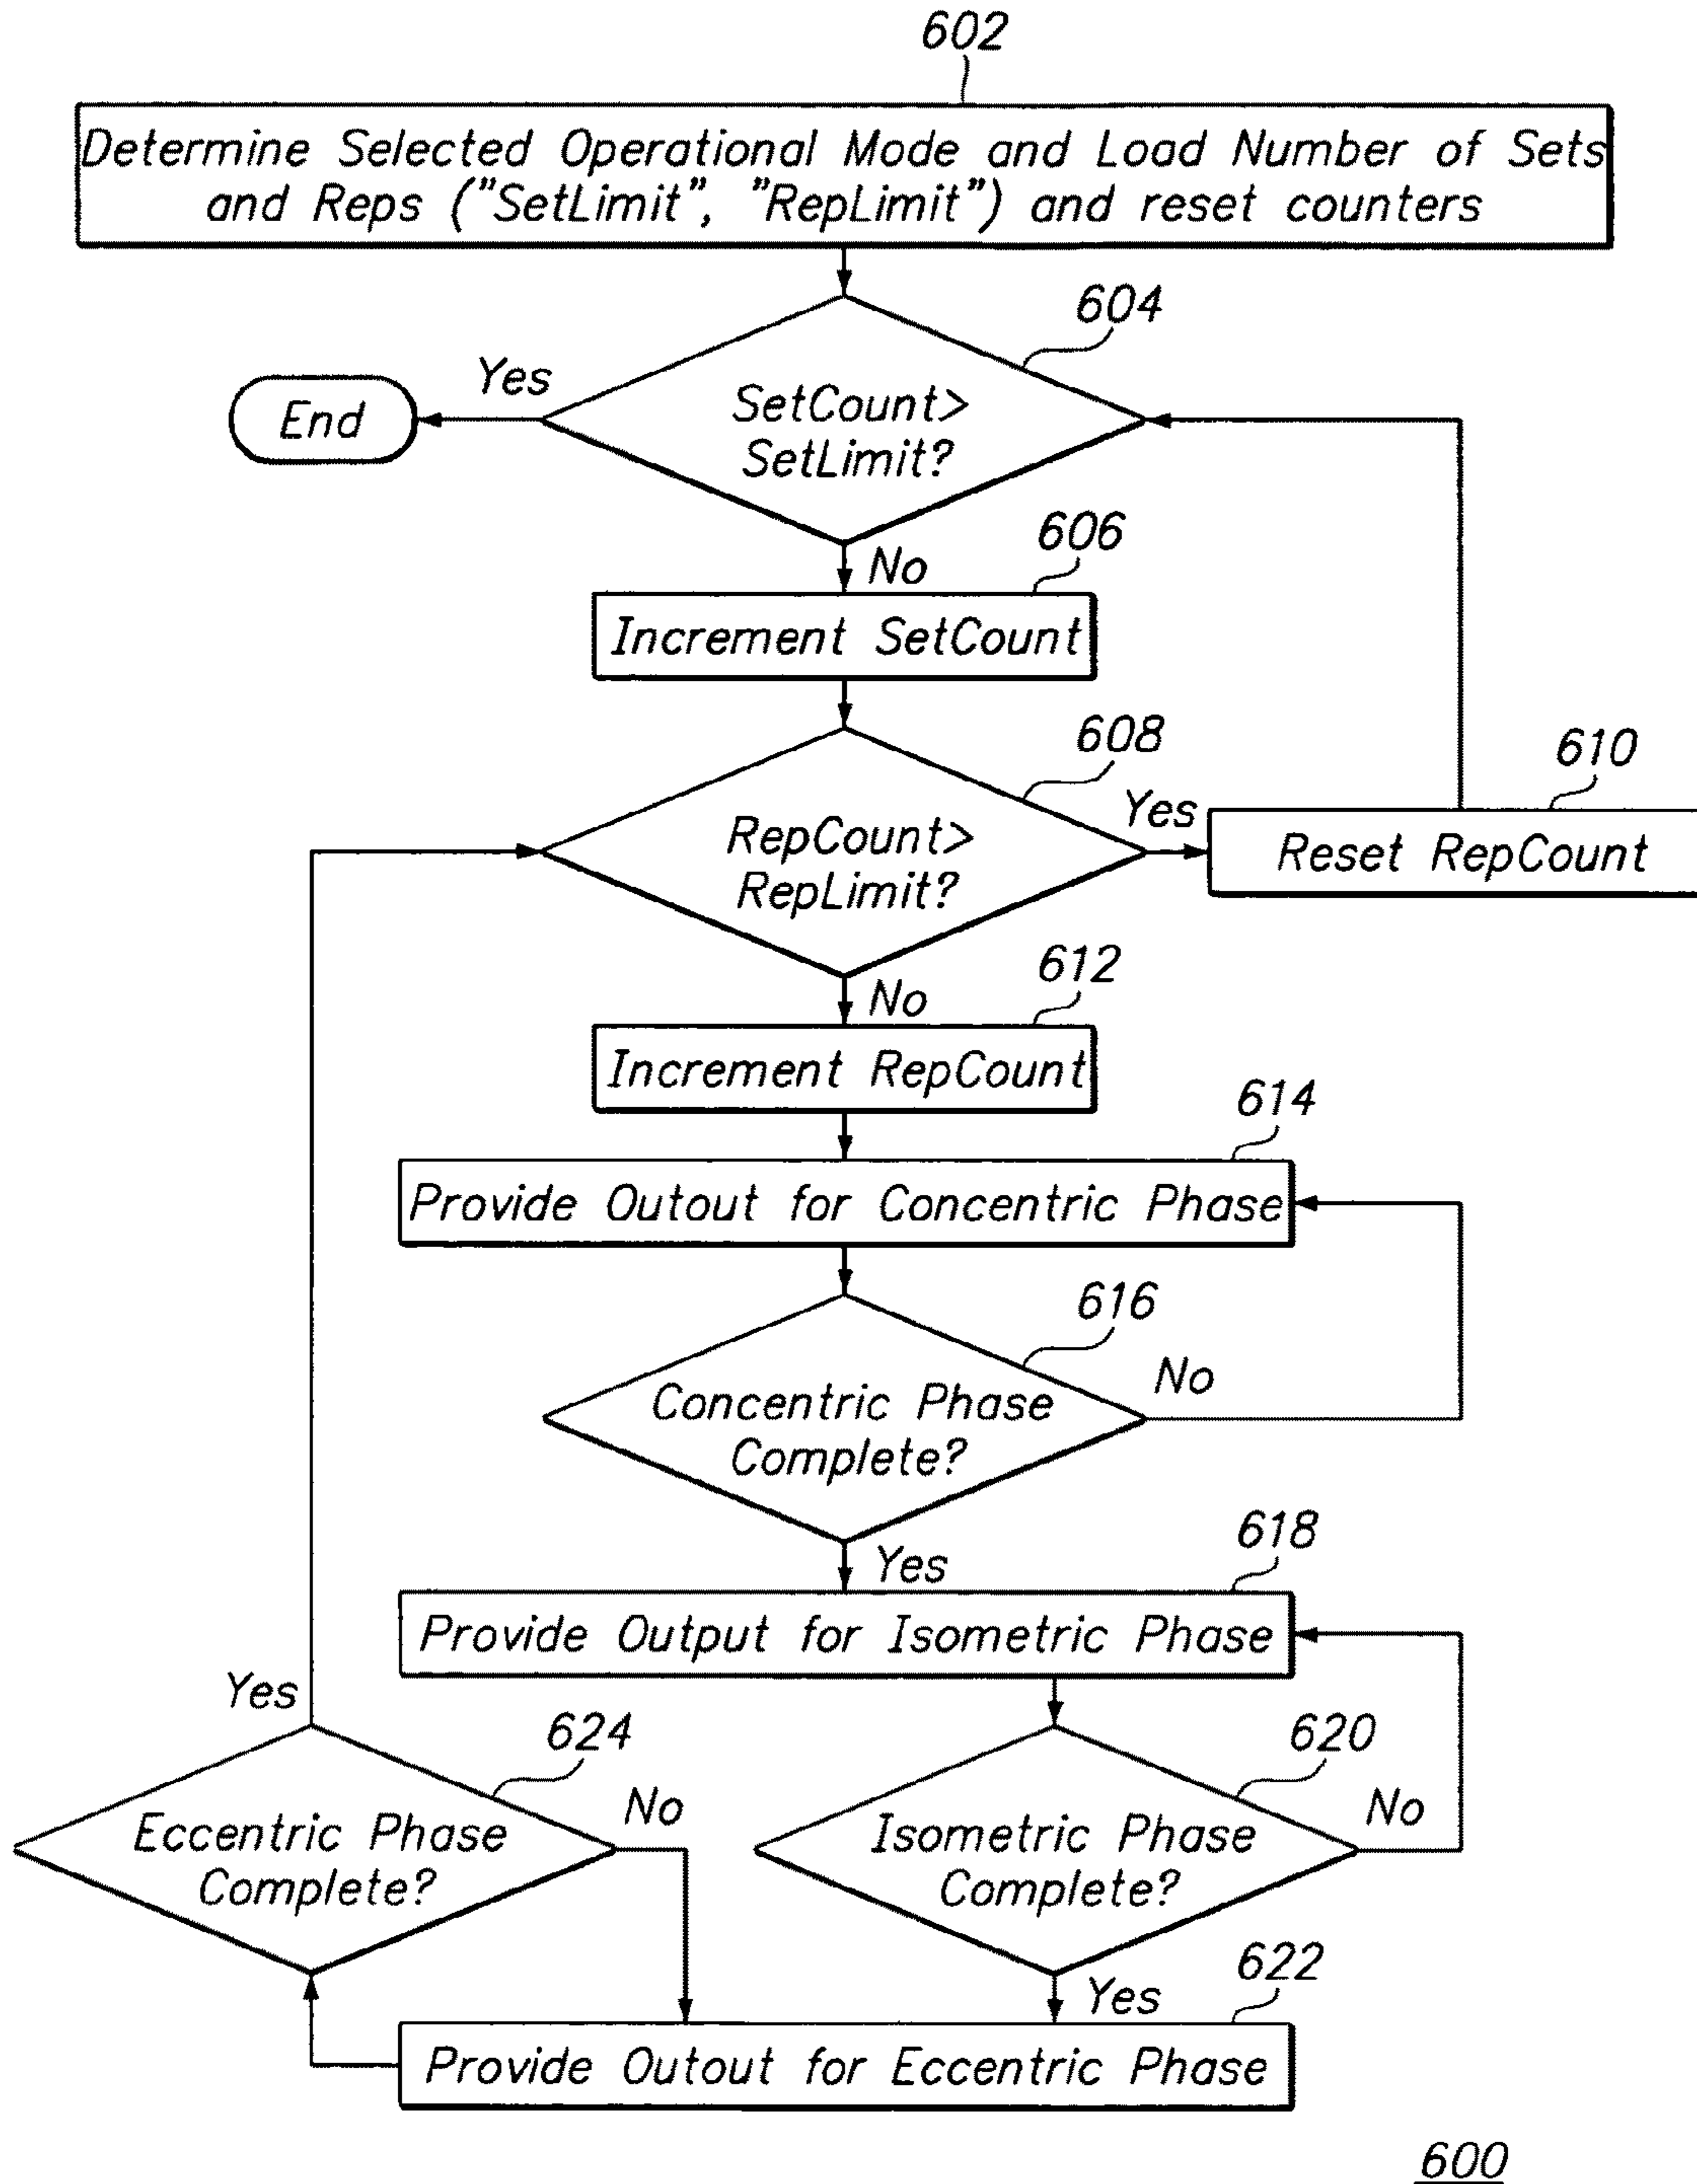 602
Determine Selected Operational Mode and Load Number of Sets
and Reps ("SetLimit", "RepLimit") and reset counters
604
Yes
End
SetCount>
SetLimit?
606
No
Increment SetCount
608
610
Yes
RepCount>
RepLimit?
Reset RepCount
612
No
Increment RepCount
614
Provide Outout for Concentric Phase
616
No
Concentric Phase
Complete?
618
Yes
Provide Output for Isometric Phase
Yes
624
620
No
No
Eccentric Phase
Complete?
Isometric Phase
Complete?
622
Yes
Provide Outout for Eccentric Phase
600